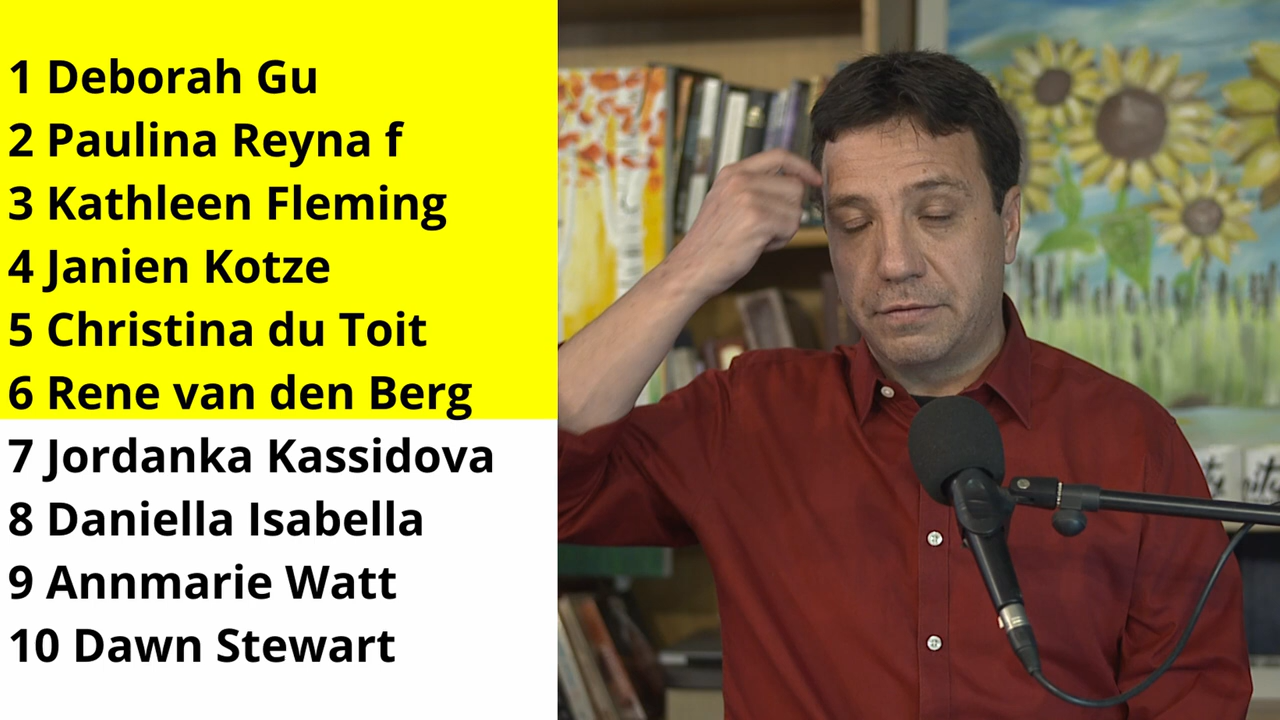 1 Deborah Gu
2 Paulina Reyna f
3 Kathleen Fleming
4 Janien Kotze
5 Christina du Toit
6 Rene van den Berg
7 Jordanka Kassidova
8 Daniella Isabella
9 Annmarie Watt
10 Dawn Stewart